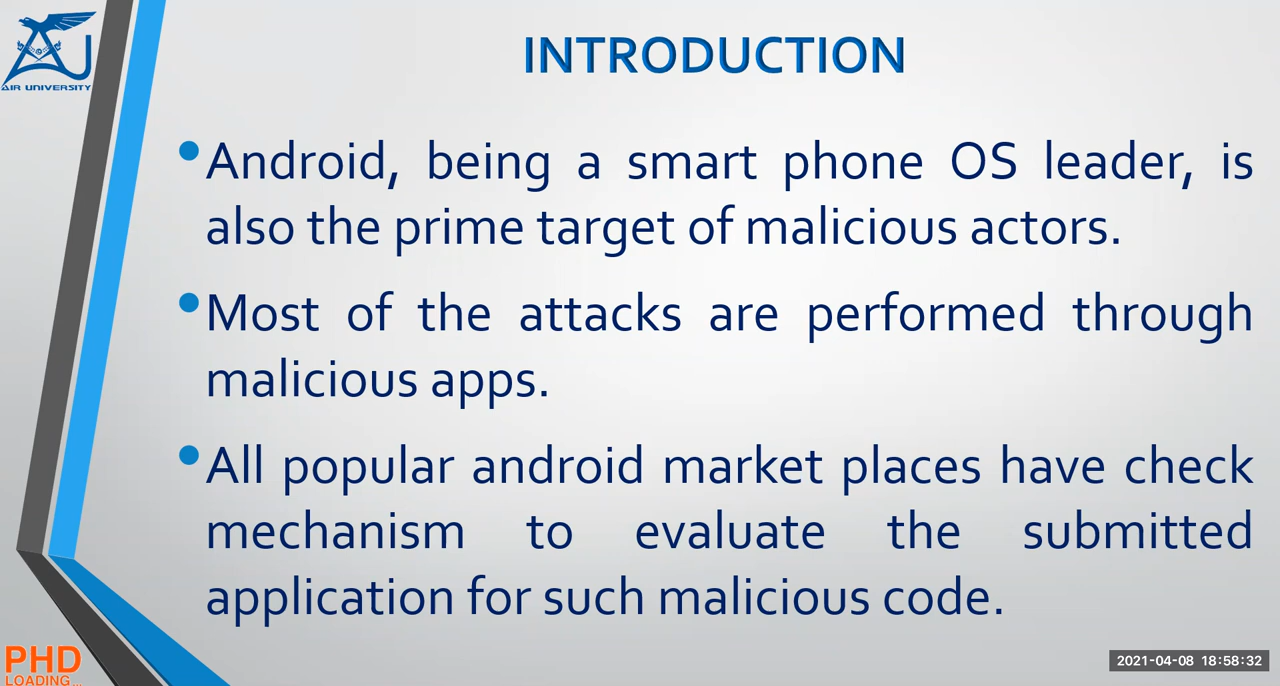 AIR UNIVERSITY
INTRODUCTION
•Android, being a smart phone OS leader, is
also the prime target of malicious actors.
•Most of the attacks are performed through
malicious apps.
•All popular android market places have check
mechanism to evaluate the submitted
application for such malicious code.
PHD
LOADING...
2021-04-08 18:58:32